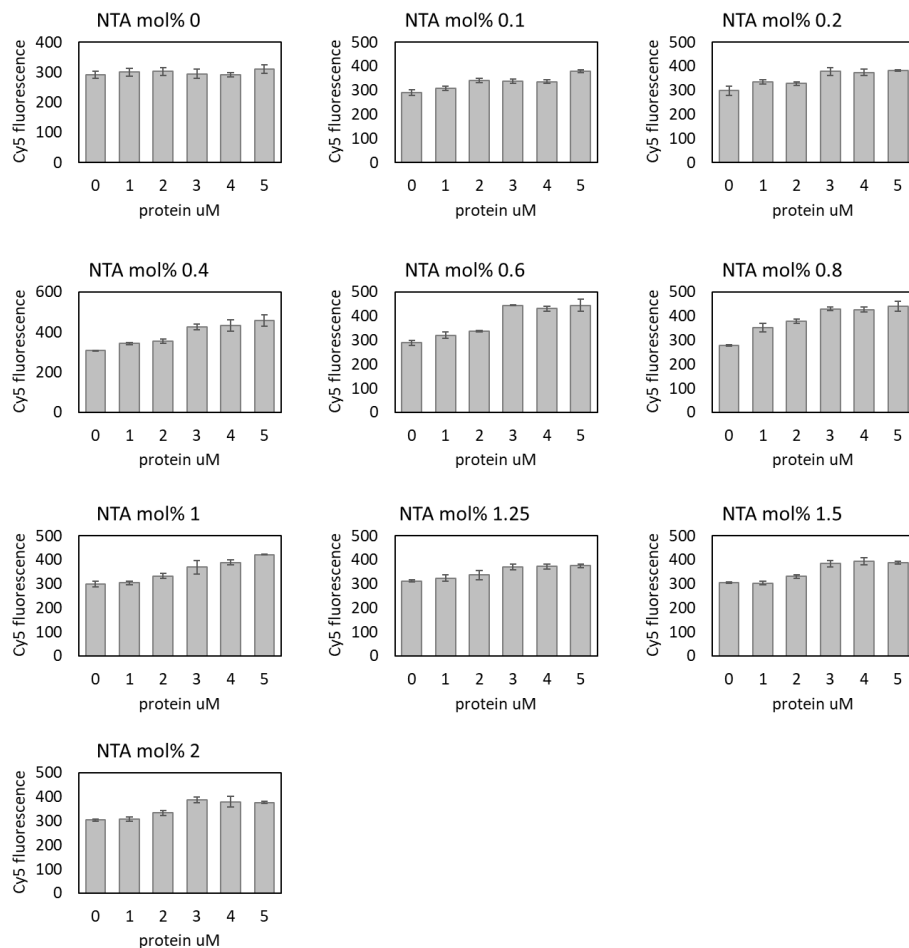 NTA mol% 0
Cy5 fluorescence
400
300
200
100
0
0 1 2 3 4 5
protein uM
NTA mol% 0.1
Cy5 fluorescence
500
400
300
200
100
0
0 1 2 3 4 5
protein uM
NTA mol% 0.2
Cy5 fluorescence
500
400
300
200
100
0
0 1 2 3 4 5
protein uM
NTA mol% 0.4
Cy5 fluorescence
600
400
200
0
0 1 2 3 4 5
protein uM
NTA mol% 0.6
Cy5 fluorescence
500
400
300
200
100
0
0 1 2 3 4 5
protein uM
NTA mol% 0.8
Cy5 fluorescence
500
400
300
200
100
0
0 1 2 3 4 5
protein uM
NTA mol% 1
Cy5 fluorescence
500
400
300
200
100
0
0 1 2 3 4 5
protein uM
NTA mol% 1.25
Cy5 fluorescence
500
400
300
200
100
0
0 1 2 3 4 5
protein uM
NTA mol% 1.5
Cy5 fluorescence
500
400
300
200
100
0
0 1 2 3 4 5
protein uM
NTA mol% 2
Cy5 fluorescence
500
400
300
200
100
0
0 1 2 3 4 5
protein uM